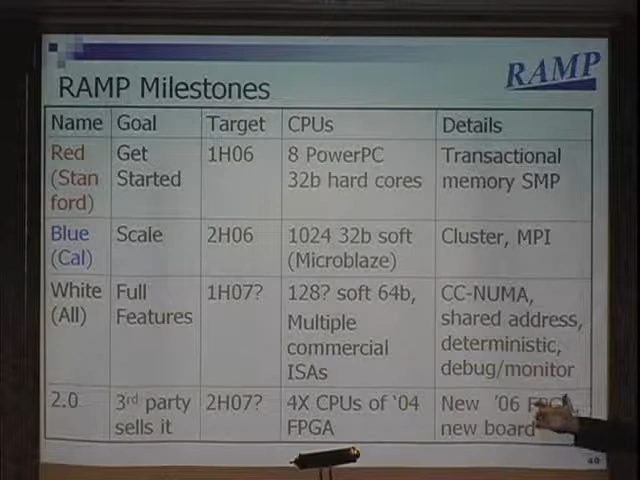 RAMP
RAMP Milestones
Name Goal Target CPUs Details
Red (Stan ford) Get Started 1H06 8 PowerPC 32b hard cores Transactional memory SMP
Blue (Cal) Scale 2H06 1024 32b soft (Microblaze) Cluster, MPI
White (All) Full Features 1H07? 128? soft 64b, Multiple commercial ISAs CC-NUMA, shared address, deterministic, debug/monitor
2.0 3rd party sells it 2H07? 4X CPUs of '04 FPGA New '06 new board
40